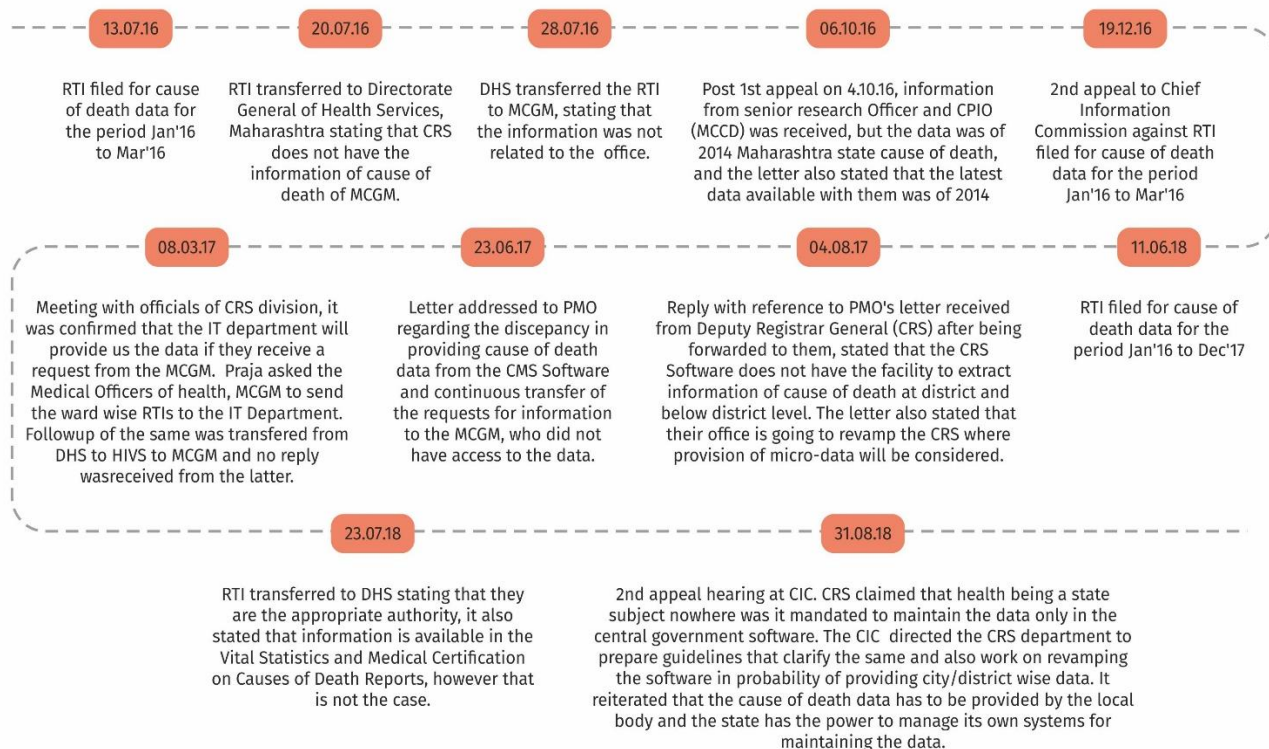 13.07.16
RTI filed for cause
of death data for
the period Jan'16
to Mar'16
20.07.16
RTI transferred to Directorate
General of Health Services,
Maharashtra stating that CRS
does not have the
information of cause of
death of MCGM.
28.07.16
DHS transferred the RTI
to MCGM, stating that
the information was not
related to the office.
06.10.16
Post 1st appeal on 4.10.16, information
from senior research Officer and CPIO
(MCCD) was received, but the data was of
2014 Maharashtra state cause of death,
and the letter also stated that the latest
data available with them was of 2014
19.12.16
2nd appeal to Chief
Information
Commission against RTI
filed for cause of death
data for the period
Jan'16 to Mar'16
08.03.17
Meeting with officials of CRS division, it
was confirmed that the IT department will
provide us the data if they receive a
request from the MCGM. Praja asked the
Medical Officers of health, MCGM to send
the ward wise RTIs to the IT Department.
Followup of the same was transfered from
DHS to HIVS to MCGM and no reply
wasreceived from the latter.
23.06.17
Letter addressed to PMO
regarding the discepancy in
providing cause of death
data from the CMS Software
and continuous transfer of
the requests for information
to the MCGM, who did not
have access to the data.
04.08.17
Reply with reference to PMO's letter received
from Deputy Registrar General (CRS) after being
forwarded to them, stated that the CRS
Software does not have the facility to extract
information of cause of death at district and
below district level. The letter also stated that
their office is going to revamp the CRS where
provision of micro-data will be considered.
11.06.18
RTI filed for cause of
death data for the
period Jan'16 to Dec'17
23.07.18
RTI transferred to DHS stating that they
are the appropriate authority, it also
stated that information is available in the
Vital Statistics and Medical Certification
on Causes of Death Reports, however that
is not the case.
31.08.18
2nd appeal hearing at CIC. CRS claimed that health being a state
subject nowhere was it mandated to maintain the data only in the
central government software. The CIC directed the CRS department to
prepare guidelines that clarify the same and also work on revamping
the software in probability of providing city/district wise data. It
reiterated that the cause of death data has to be provided by the local
body and the state has the power to manage its own systems for
maintaining the data.